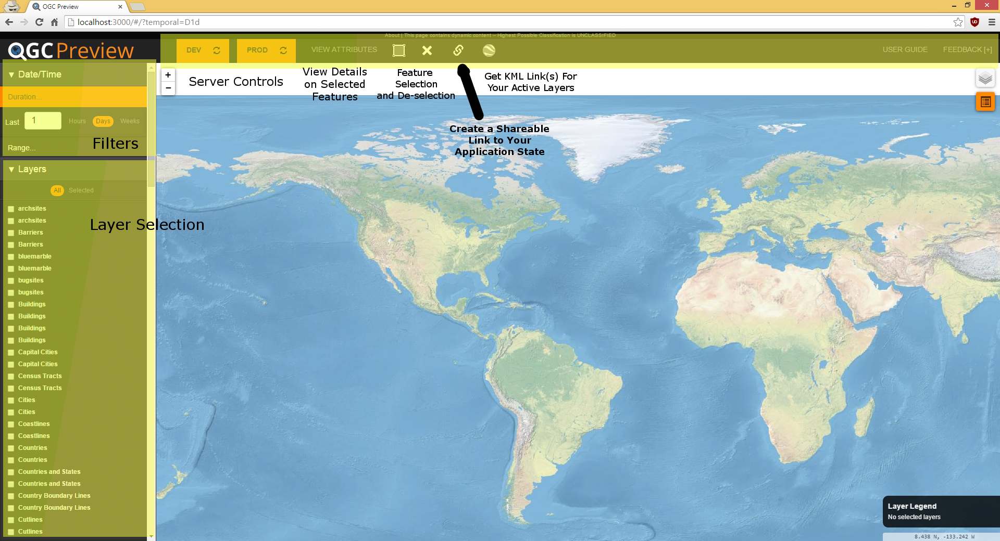 OGC Preview
localhost:3000/#/?temporal=D1d
About | This page contains dynamic content -- Highest Possible Classification is UNCLASSIFIED
OGC Preview
DEV
PROD
VIEW ATTRIBUTES
USER GUIDE
FEEDBACK [+]
▼ Date/Time
Duration...
Last
1
Hours
Days
Weeks
Range...
Filters
+
−
Server Controls
View Details
on Selected
Features
Feature
Selection
and De-selection
Get KML Link(s) For
Your Active Layers
Create a Shareable
Link to Your
Application State
▼ Layers
All
Selected
Layer Selection
archsites
archsites
Barriers
Barriers
bluemarble
bluemarble
bugsites
bugsites
Buildings
Buildings
Buildings
Buildings
Capital Cities
Capital Cities
Census Tracts
Census Tracts
Cities
Cities
Coastlines
Coastlines
Countries
Countries
Countries and States
Countries and States
Country Boundary Lines
Country Boundary Lines
Cutlines
Cutlines
Layer Legend
No selected layers
8.438 N, -133.242 W